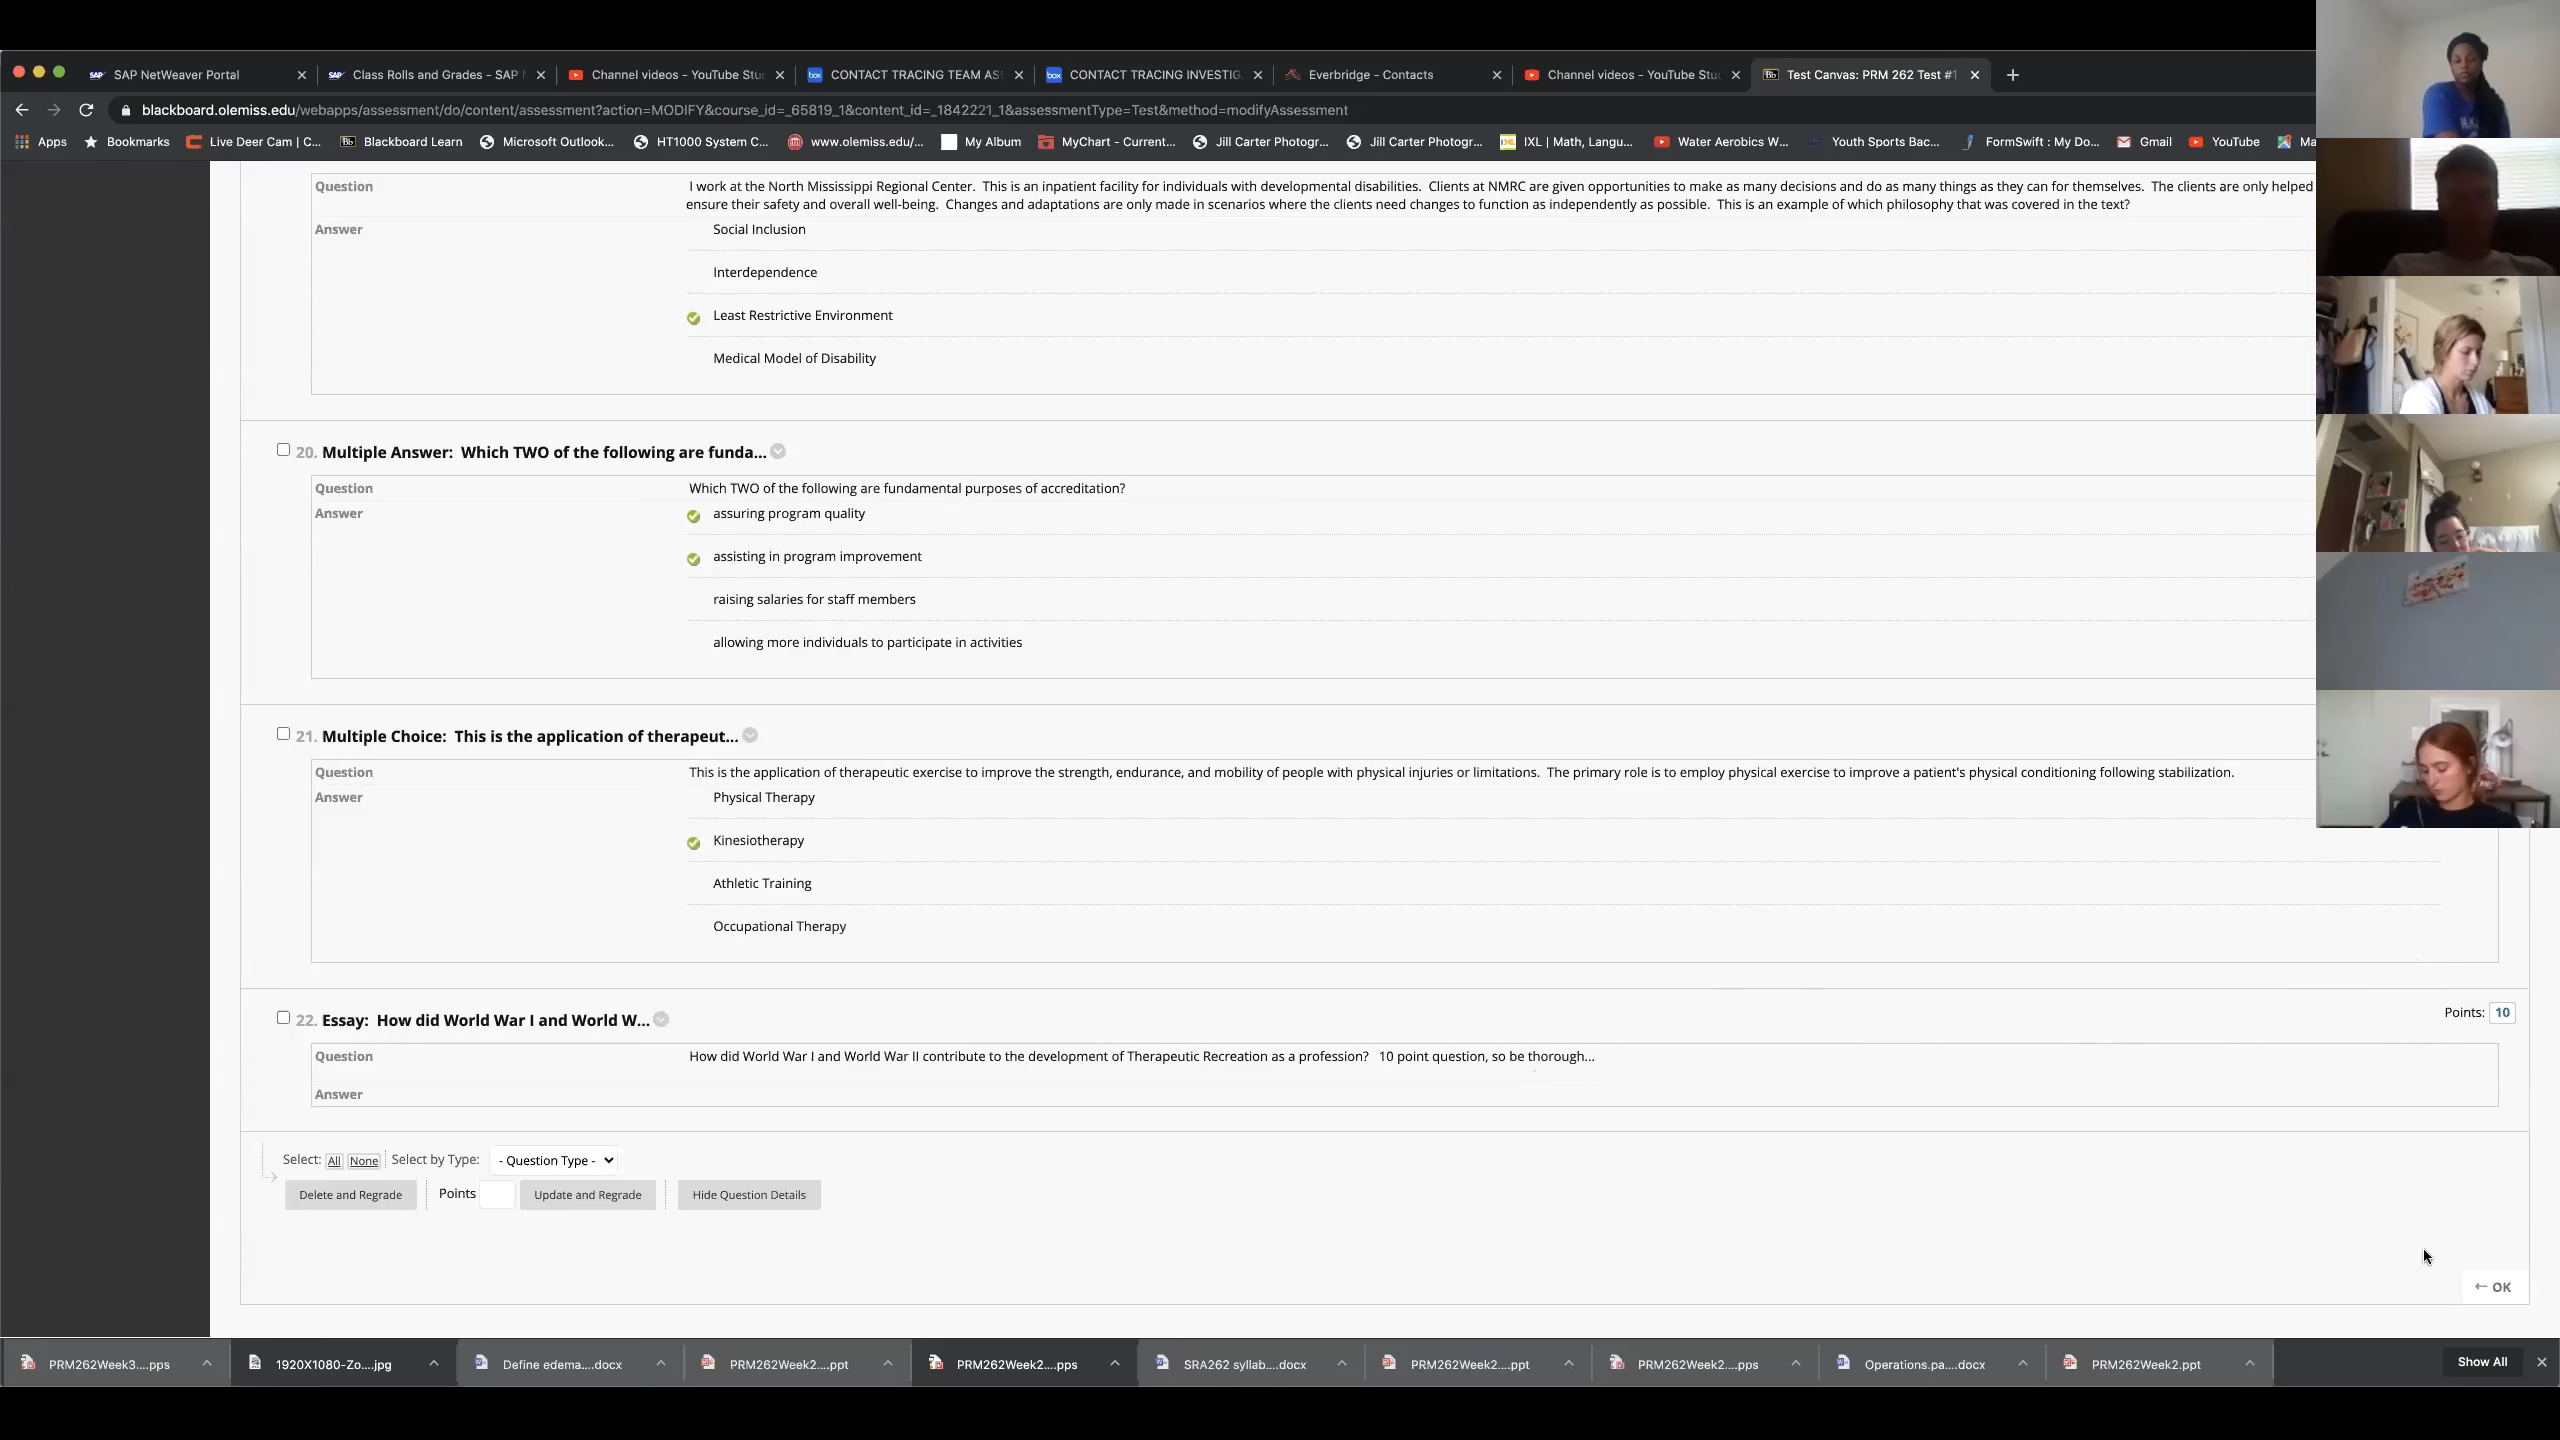 SAP NetWeaver Portal
Class Rolls and Grades - SAP N
Channel videos - YouTube Stu
CONTACT TRACING TEAM AS
CONTACT TRACING INVESTIG
Everbridge - Contacts
Channel videos - YouTube Stu
Test Canvas: PRM 262 Test #1
blackboard.olemiss.edu/webapps/assessment/do/content/assessment?action=MODIFY&course_id=_65819_1&content_id=_1842221_1&assessmentType=Test&method=modifyAssessment
Apps Bookmarks Live Deer Cam | C... Blackboard Learn Microsoft Outlook... HT1000 System C... www.olemiss.edu/... My Album MyChart - Current... Jill Carter Photogr... Jill Carter Photogr... IXL | Math, Langu... Water Aerobics W... Youth Sports Bac... FormSwift : My Do... Gmail YouTube Ma
Question I work at the North Mississippi Regional Center. This is an inpatient facility for individuals with developmental disabilities. Clients at NMRC are given opportunities to make as many decisions and do as many things as they can for themselves. The clients are only helped
ensure their safety and overall well-being. Changes and adaptations are only made in scenarios where the clients need changes to function as independently as possible. This is an example of which philosophy that was covered in the text?
Answer Social Inclusion
Interdependence
Least Restrictive Environment
Medical Model of Disability
20. Multiple Answer: Which TWO of the following are funda...
Question Which TWO of the following are fundamental purposes of accreditation?
Answer assuring program quality
assisting in program improvement
raising salaries for staff members
allowing more individuals to participate in activities
21. Multiple Choice: This is the application of therapeut...
Question This is the application of therapeutic exercise to improve the strength, endurance, and mobility of people with physical injuries or limitations. The primary role is to employ physical exercise to improve a patient's physical conditioning following stabilization.
Answer Physical Therapy
Kinesiotherapy
Athletic Training
Occupational Therapy
22. Essay: How did World War I and World W... Points: 10
Question How did World War I and World War II contribute to the development of Therapeutic Recreation as a profession? 10 point question, so be thorough...
Answer
Select: All None Select by Type: - Question Type -
Delete and Regrade Points Update and Regrade Hide Question Details
← OK
PRM262Week3....pps 1920X1080-Zo....jpg Define edema....docx PRM262Week2....ppt PRM262Week2....pps SRA262 syllab....docx PRM262Week2....ppt PRM262Week2....pps Operations.pa....docx PRM262Week2.ppt Show All